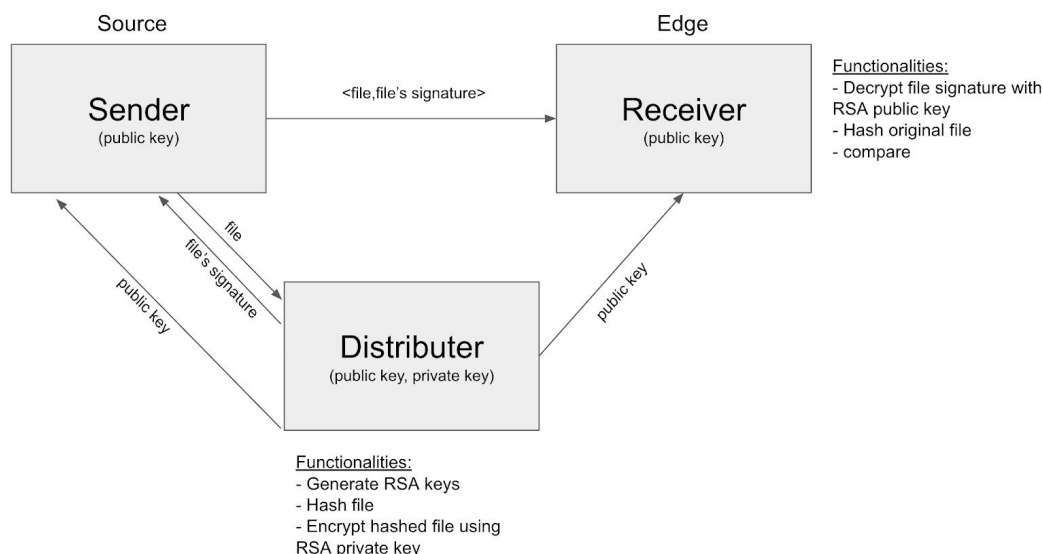 Source
Edge
Sender
(public key)
<file,file's signature>
Receiver
(public key)
Functionalities:
- Decrypt file signature with
RSA public key
- Hash original file
- compare
file
file's signature
public key
public key
Distributer
(public key, private key)
Functionalities:
- Generate RSA keys
- Hash file
- Encrypt hashed file using
RSA private key